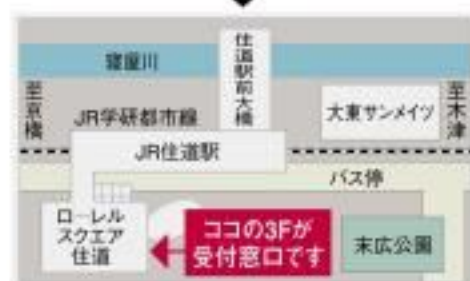 寝屋川
住道駅前大橋
至京橋
JR学研都市線
大東サンメイツ
至木津
JR住道駅
バス停
ローレル
スクエア
住道
ココの3Fが
受付窓口です
末広公園